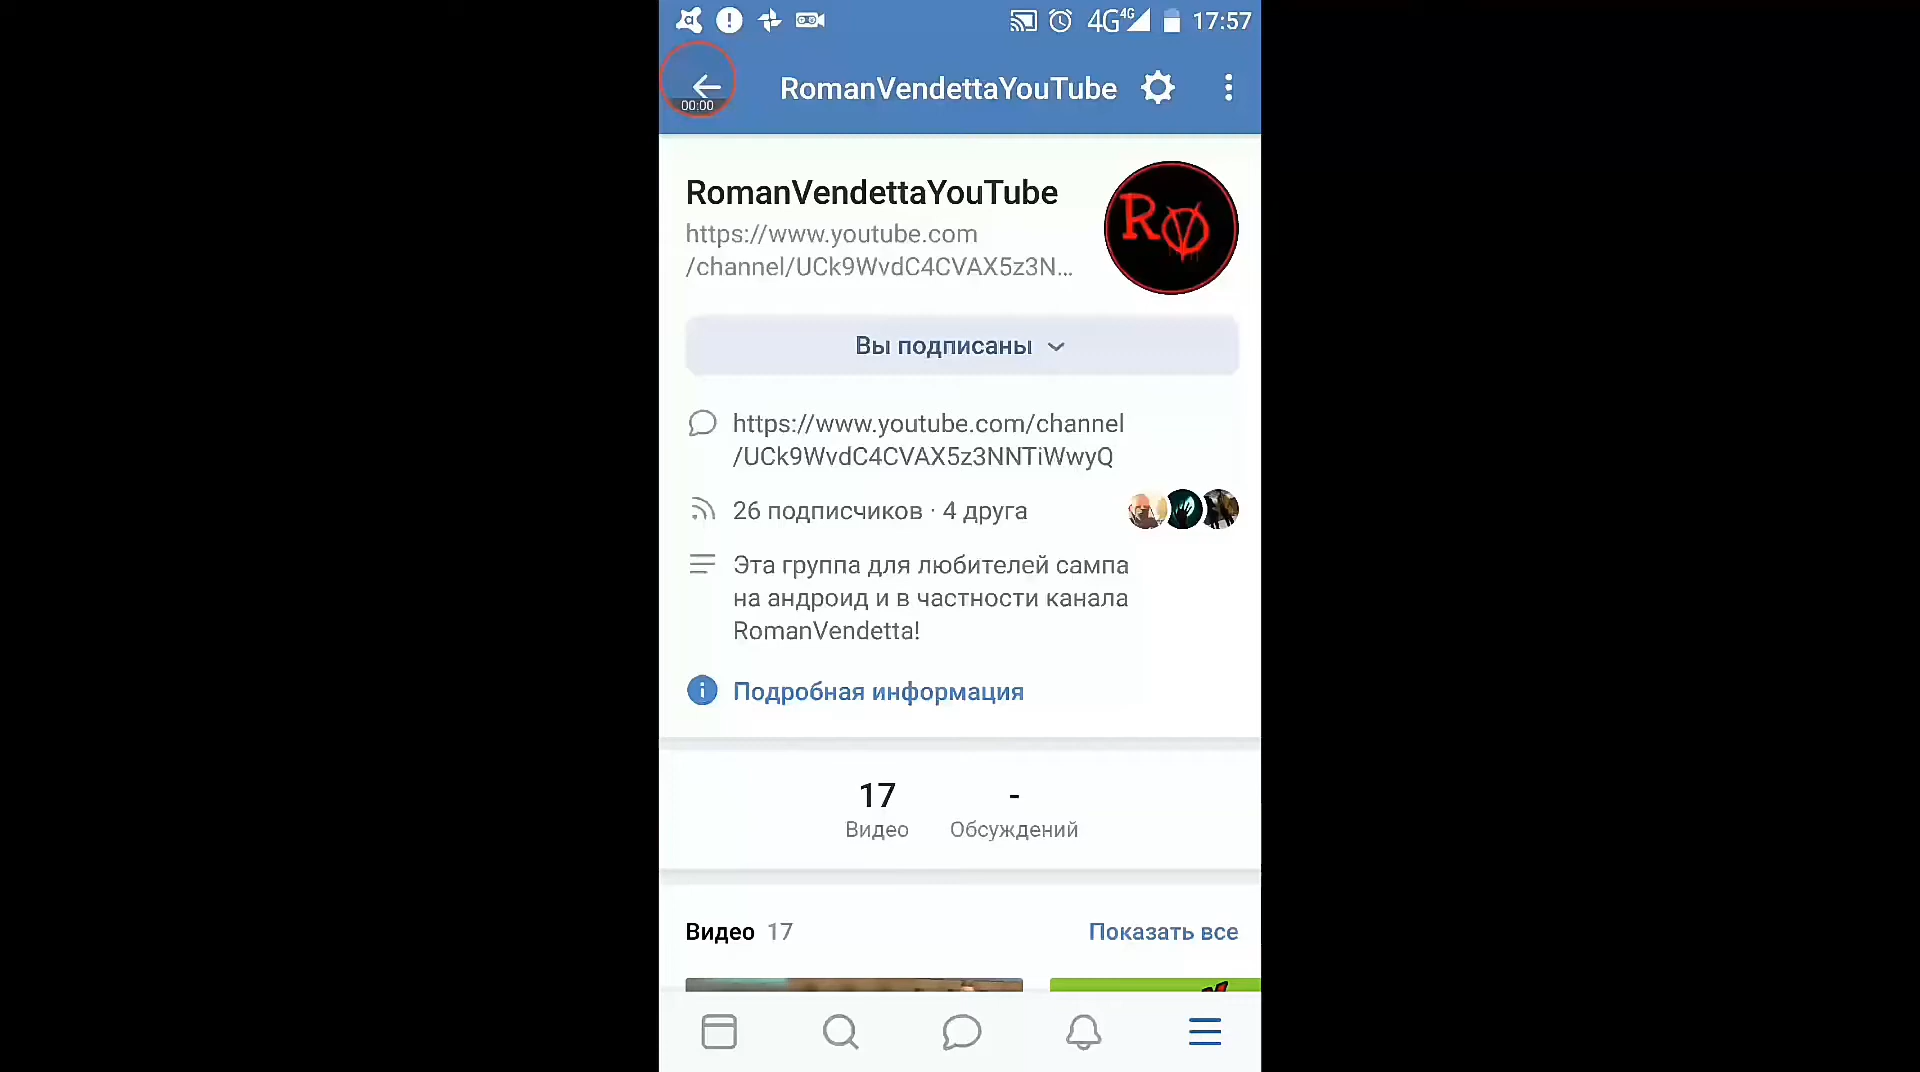 4G 4G 17:57
RomanVendettaYouTube
00:00
RomanVendettaYouTube
https://www.youtube.com
/channel/UCk9WvdC4CVAX5z3N...
RV
Вы подписаны
https://www.youtube.com/channel
/UCk9WvdC4CVAX5z3NNTiWwyQ
26 подписчиков · 4 друга
Эта группа для любителей сампа
на андроид и в частности канала
RomanVendetta!
Подробная информация
17 -
Видео Обсуждений
Видео 17 Показать все